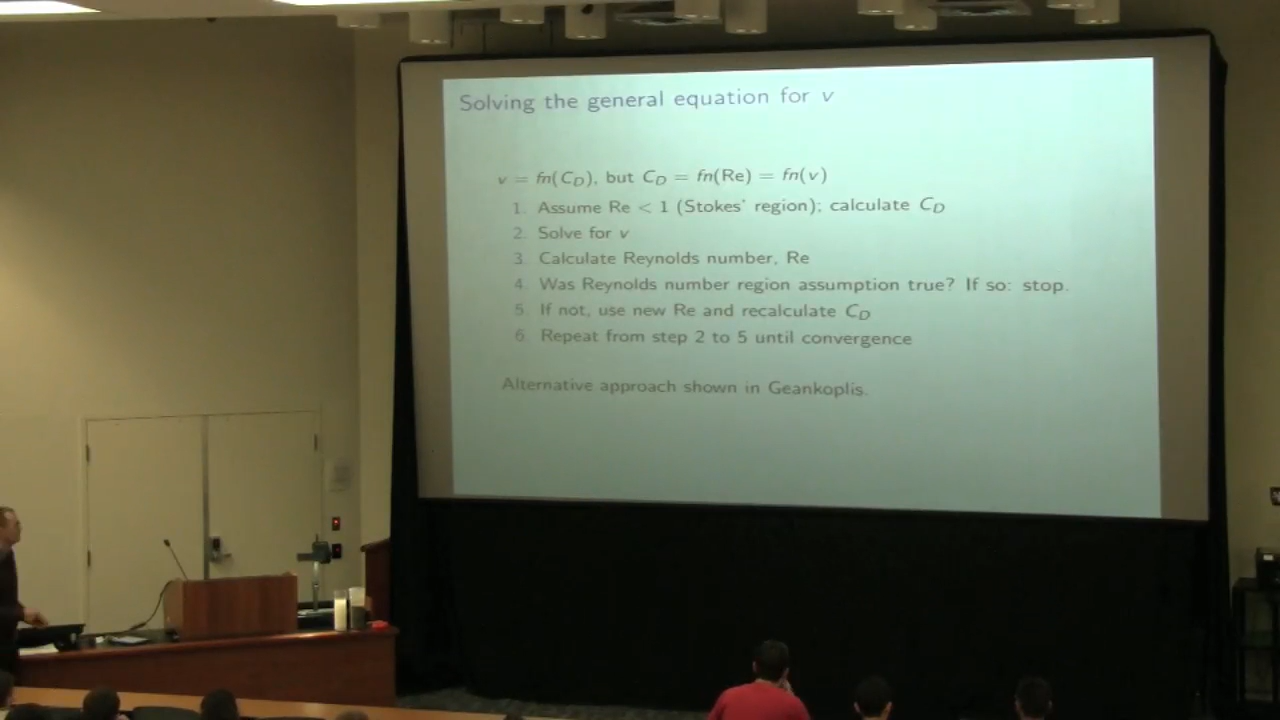 Solving the general equation for v
v = fn(C_D), but C_D = fn(Re) = fn(v)
1. Assume Re < 1 (Stokes' region); calculate C_D
2. Solve for v
3. Calculate Reynolds number, Re
4. Was Reynolds number region assumption true? If so: stop.
5. If not, use new Re and recalculate C_D
6. Repeat from step 2 to 5 until convergence
Alternative approach shown in Geankoplis.